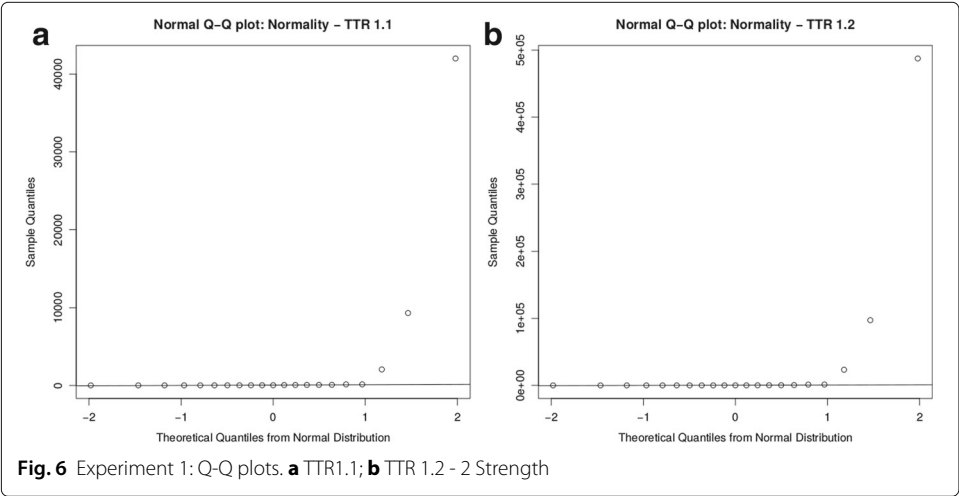 a
Normal Q–Q plot: Normality – TTR 1.1
Sample Quantiles
40000
30000
20000
10000
0
−2 −1 0 1 2
Theoretical Quantiles from Normal Distribution
b
Normal Q–Q plot: Normality – TTR 1.2
Sample Quantiles
5e+05
4e+05
3e+05
2e+05
1e+05
0e+00
−2 −1 0 1 2
Theoretical Quantiles from Normal Distribution
Fig. 6 Experiment 1: Q-Q plots. a TTR1.1; b TTR 1.2 - 2 Strength